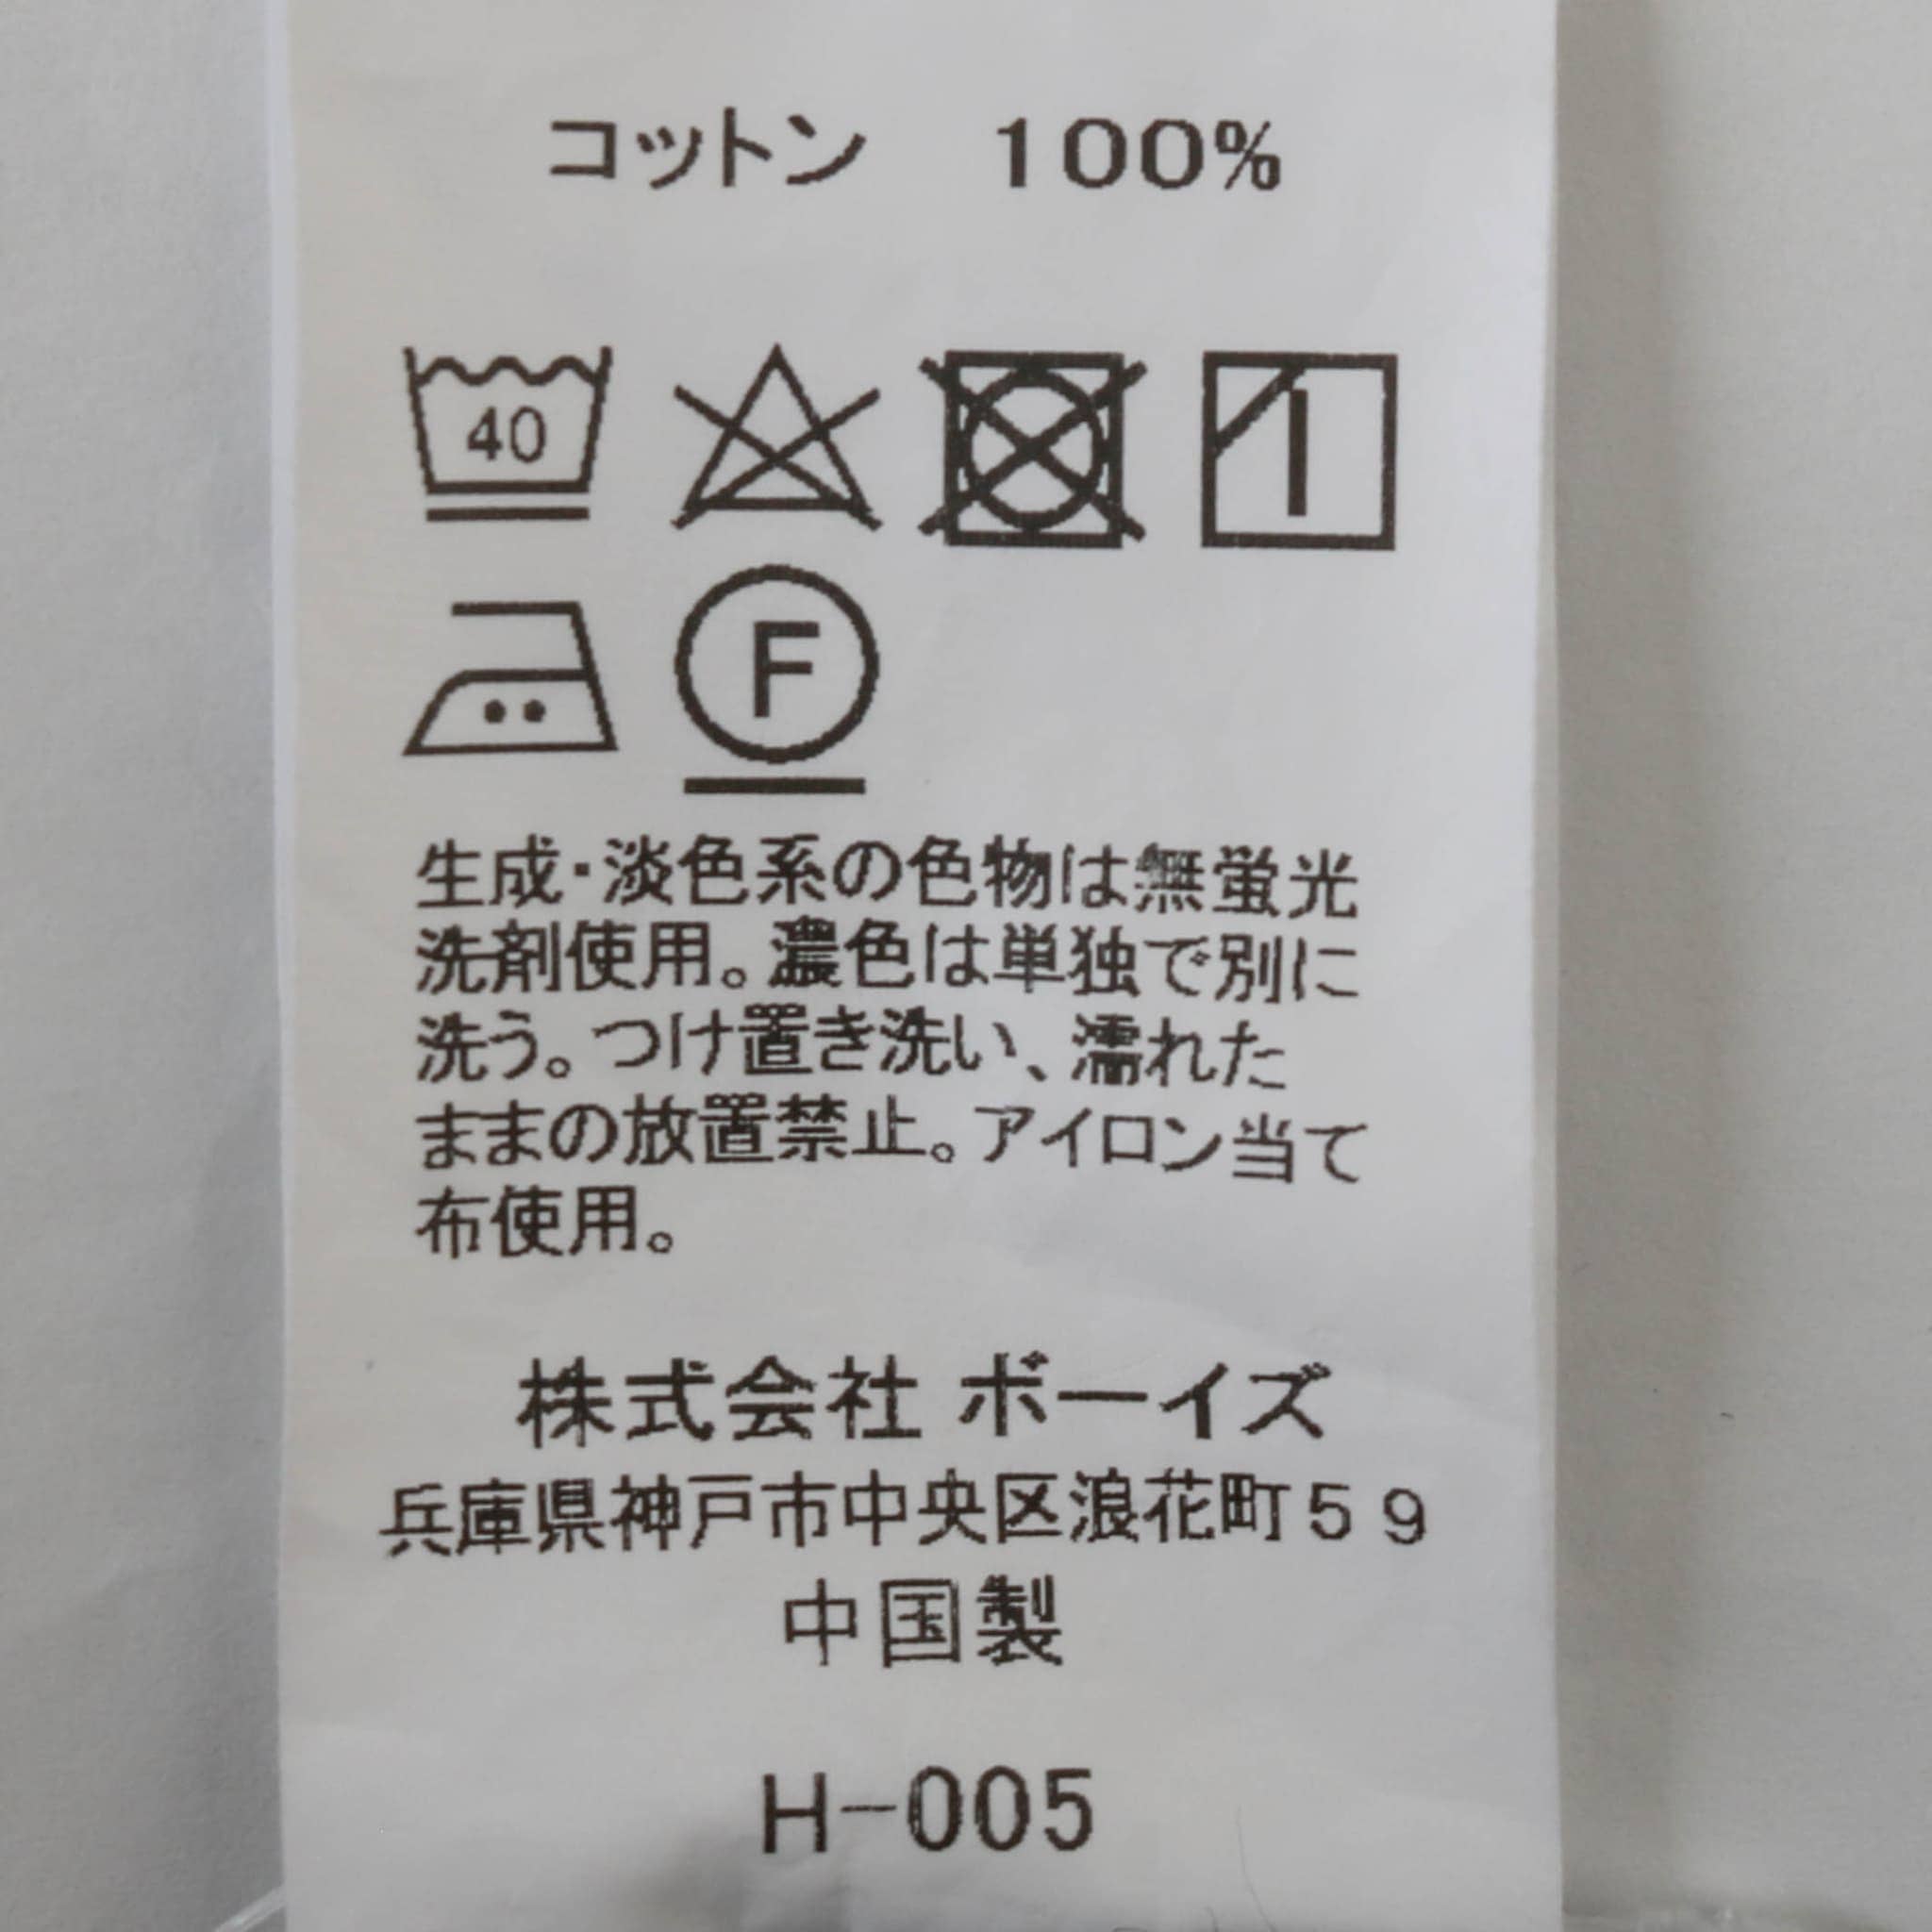 コットン　100%
40
F
生成・淡色系の色物は無蛍光
洗剤使用。濃色は単独で別に
洗う。つけ置き洗い、濡れた
ままの放置禁止。アイロン当て
布使用。
株式会社 ボーイズ
兵庫県神戸市中央区浪花町59
中国製
H-005